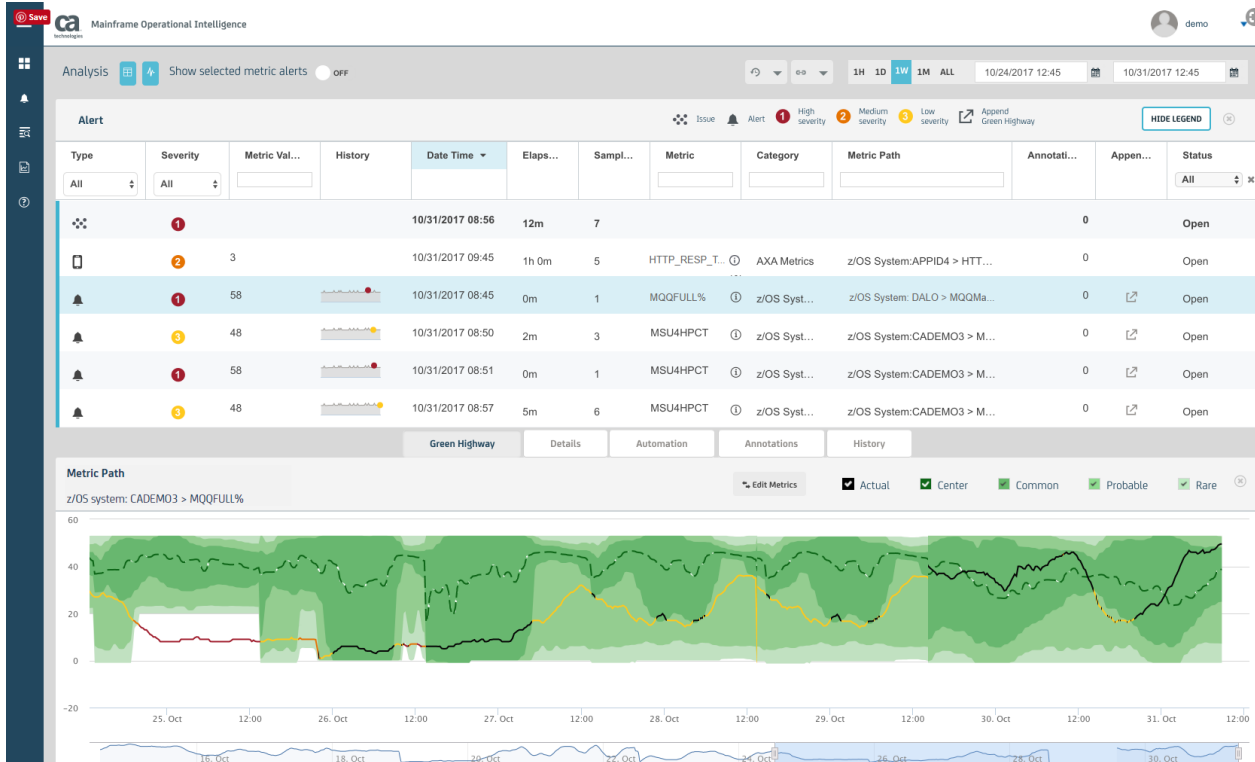 Save
ca
technologies
Mainframe Operational Intelligence
demo
Analysis
Show selected metric alerts
OFF
1H 1D 1W 1M ALL
10/24/2017 12:45
10/31/2017 12:45
Alert
Issue
Alert
1 High severity
2 Medium severity
3 Low severity
Append Green Highway
HIDE LEGEND
Type Severity Metric Val... History Date Time Elaps... Sampl... Metric Category Metric Path Annotati... Appen... Status
All All All
1 10/31/2017 08:56 12m 7 0 Open
2 3 10/31/2017 09:45 1h 0m 5 HTTP_RESP_T... AXA Metrics z/OS System:APPID4 > HTT... 0 Open
1 58 10/31/2017 08:45 0m 1 MQQFULL% z/OS Syst... z/OS System: DALO > MQQMa... 0 Open
3 48 10/31/2017 08:50 2m 3 MSU4HPCT z/OS Syst... z/OS System:CADEMO3 > M... 0 Open
1 58 10/31/2017 08:51 0m 1 MSU4HPCT z/OS Syst... z/OS System:CADEMO3 > M... 0 Open
3 48 10/31/2017 08:57 5m 6 MSU4HPCT z/OS Syst... z/OS System:CADEMO3 > M... 0 Open
Green Highway Details Automation Annotations History
Metric Path
z/OS system: CADEMO3 > MQQFULL%
Edit Metrics
Actual Center Common Probable Rare
60
40
20
0
-20
25. Oct 12:00 26. Oct 12:00 27. Oct 12:00 28. Oct 12:00 29. Oct 12:00 30. Oct 12:00 31. Oct 12:00
16. Oct 18. Oct 20. Oct 22. Oct 24. Oct 26. Oct 28. Oct 30. Oct